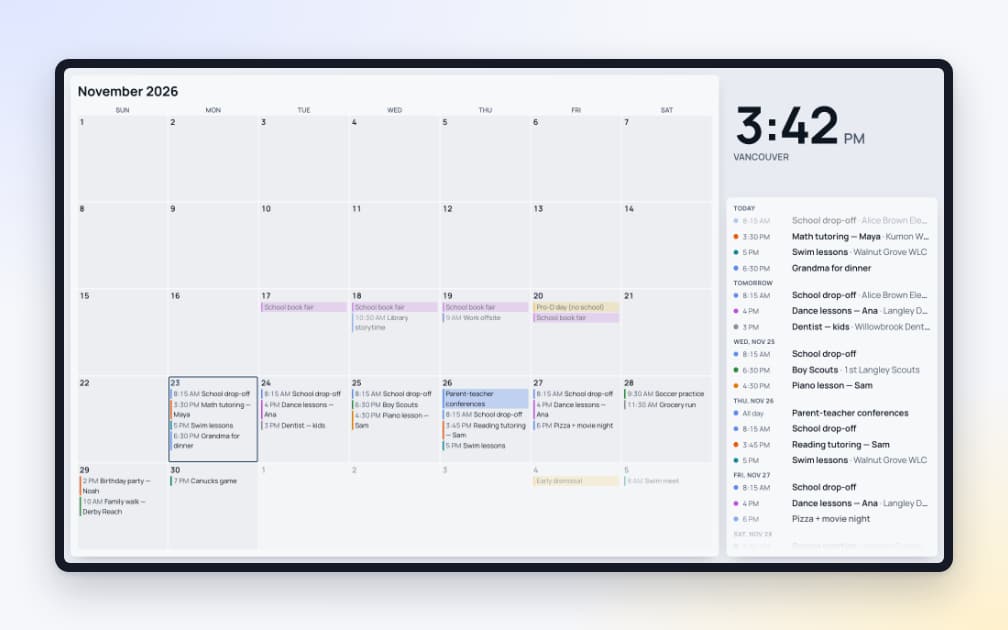 November 2026
SUN MON TUE WED THU FRI SAT
1 2 3 4 5 6 7
8 9 10 11 12 13 14
15 16 17 18 19 20 21
School book fair
School book fair
10:30 AM Library
storytime
School book fair
9 AM Work offsite
Pro-D day (no school)
School book fair
22 23 24 25 26 27 28
8:15 AM School drop-off
3:30 PM Math tutoring —
Maya
5 PM Swim lessons
6:30 PM Grandma for
dinner
8:15 AM School drop-off
4 PM Dance lessons —
Ana
3 PM Dentist — kids
8:15 AM School drop-off
6:30 PM Boy Scouts
4:30 PM Piano lesson —
Sam
Parent-teacher
conferences
8:15 AM School drop-off
3:45 PM Reading tutoring
— Sam
5 PM Swim lessons
8:15 AM School drop-off
4 PM Dance lessons —
Ana
6 PM Pizza + movie night
9:30 AM Soccer practice
11:30 AM Grocery run
29 30 1 2 3 4 5
2 PM Birthday party —
Noah
10 AM Family walk —
Derby Reach
7 PM Canucks game
Early dismissal
8 AM Swim meet
3:42 PM
VANCOUVER
TODAY
8:15 AM School drop-off · Alice Brown Ele...
3:30 PM Math tutoring — Maya · Kumon W...
5 PM Swim lessons · Walnut Grove WLC
6:30 PM Grandma for dinner
TOMORROW
8:15 AM School drop-off · Alice Brown Ele...
4 PM Dance lessons — Ana · Langley D...
3 PM Dentist — kids · Willowbrook Dent...
WED, NOV 25
8:15 AM School drop-off
6:30 PM Boy Scouts · 1st Langley Scouts
4:30 PM Piano lesson — Sam
THU, NOV 26
All day Parent-teacher conferences
8:15 AM School drop-off
3:45 PM Reading tutoring — Sam
5 PM Swim lessons · Walnut Grove WLC
FRI, NOV 27
8:15 AM School drop-off
4 PM Dance lessons — Ana · Langley D...
6 PM Pizza + movie night
SAT, NOV 28